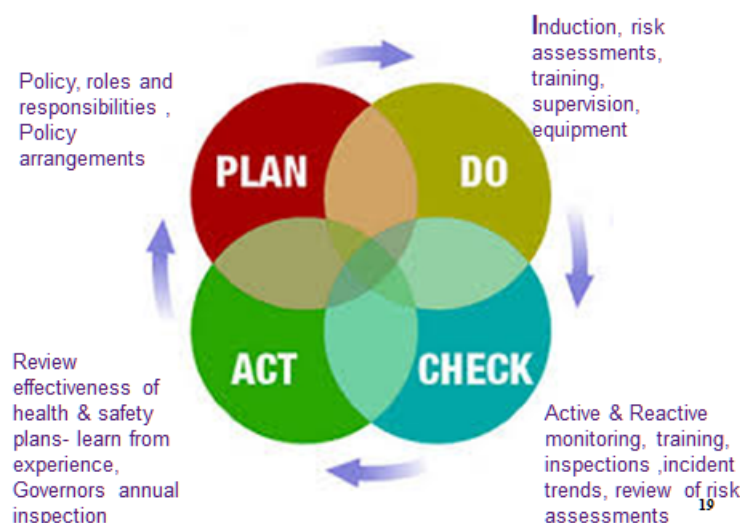 Policy, roles and
responsibilities ,
Policy
arrangements
PLAN
DO
Induction, risk
assessments,
training,
supervision,
equipment
ACT
CHECK
Review
effectiveness of
health & safety
plans- learn from
experience,
Governors annual
inspection
Active & Reactive
monitoring, training,
inspections ,incident
trends, review of risk
assessments
19